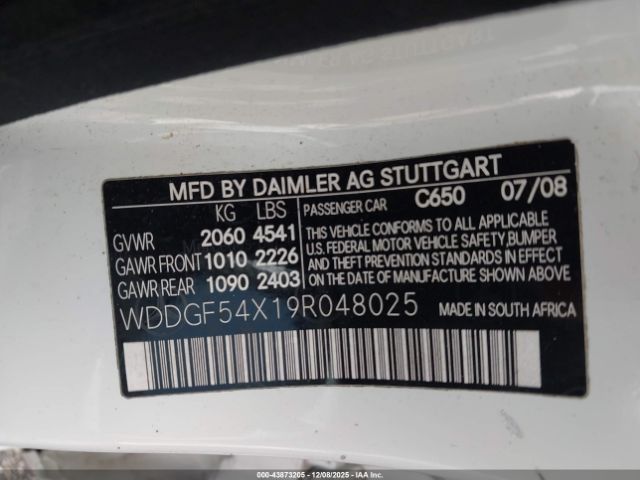 MFD BY DAIMLER AG STUTTGART
KG LBS PASSENGER CAR C650 07/08
GVWR 2060 4541
GAWR FRONT 1010 2226
GAWR REAR 1090 2403
THIS VEHICLE CONFORMS TO ALL APPLICABLE
U.S. FEDERAL MOTOR VEHICLE SAFETY, BUMPER
AND THEFT PREVENTION STANDARDS IN EFFECT
ON THE DATE OF MANUFACTURE SHOWN ABOVE.
WDDGF54X19R048025 MADE IN SOUTH AFRICA
000-43873205 - 12/08/2025 - IAAI.COM